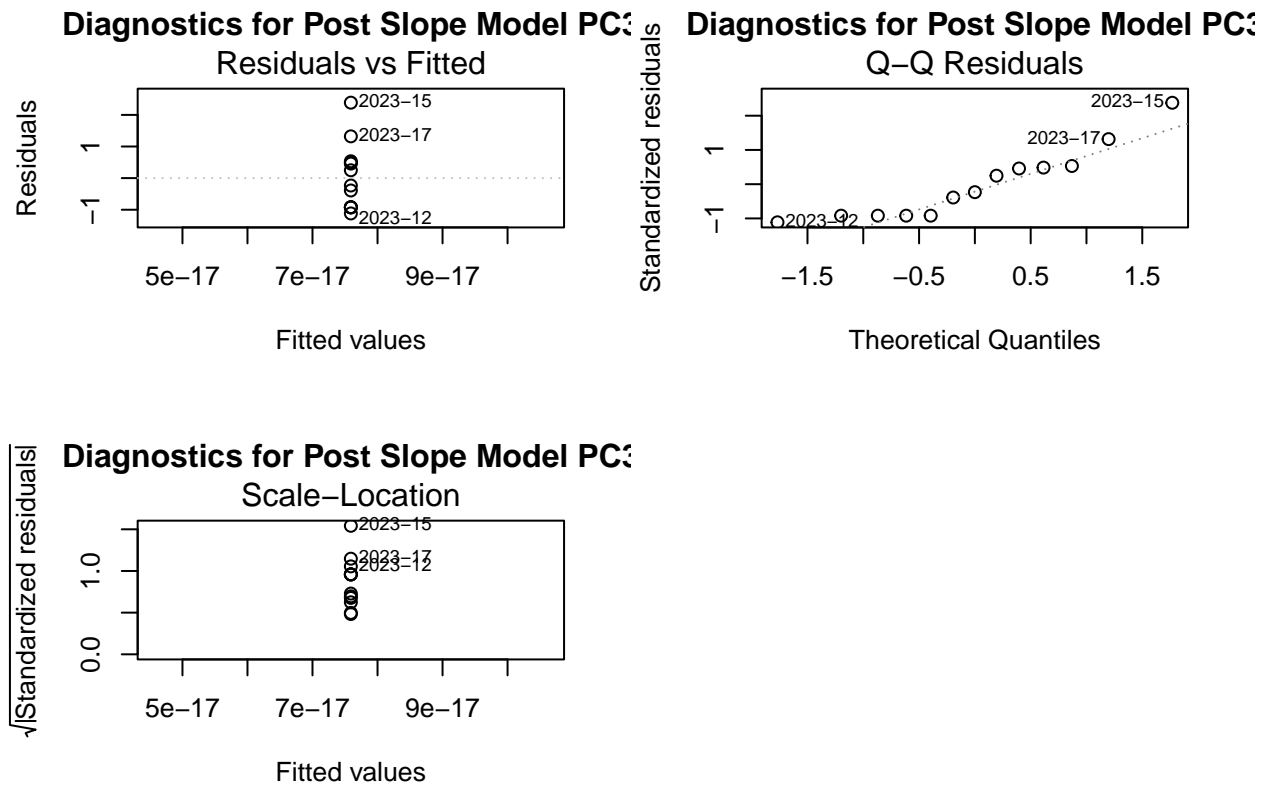 Diagnostics for Post Slope Model PC3
Residuals vs Fitted
Residuals
1
−1
2023−15
2023−17
2023−12
5e−17 7e−17 9e−17
Fitted values
Diagnostics for Post Slope Model PC3
Q−Q Residuals
Standardized residuals
1
−1
2023−15
2023−17
2023−12
−1.5 −0.5 0.5 1.5
Theoretical Quantiles
Diagnostics for Post Slope Model PC3
Scale−Location
√|Standardized residuals|
1.0
0.0
2023−15
2023−17
2023−12
5e−17 7e−17 9e−17
Fitted values